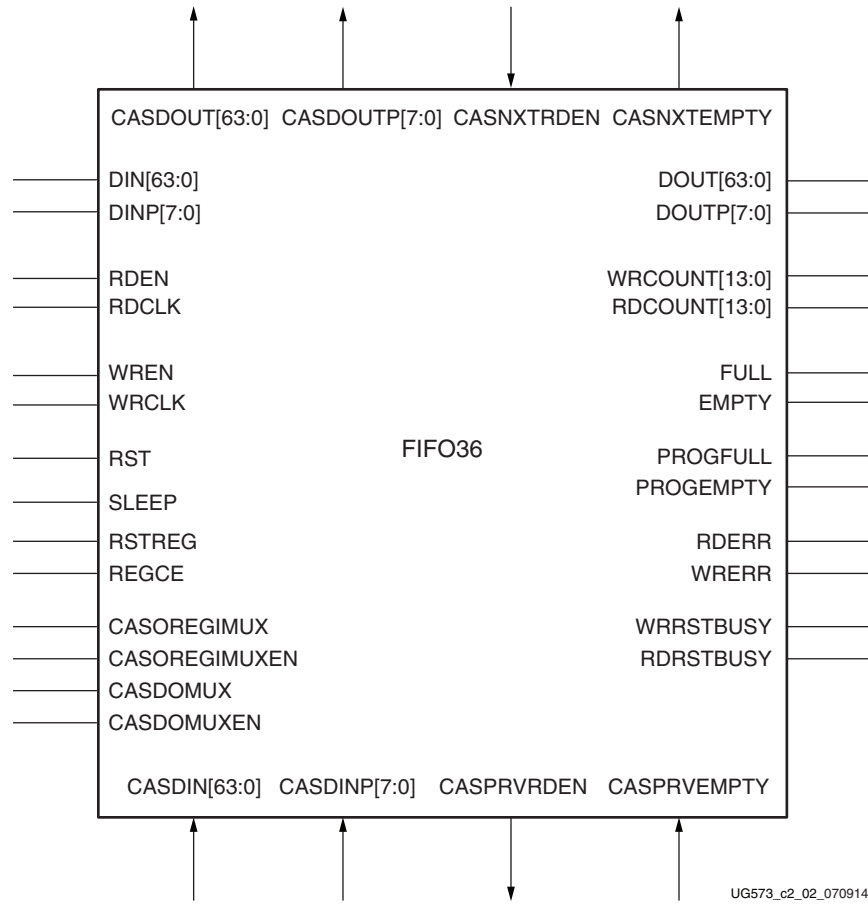 CASDOUT[63:0] CASDOUTP[7:0] CASNXTRDEN CASNXTEMPTY
DIN[63:0] DOUT[63:0]
DINP[7:0] DOUTP[7:0]
RDEN WRCOUNT[13:0]
RDCLK RDCOUNT[13:0]
WREN FULL
WRCLK EMPTY
FIFO36
RST PROGFULL
SLEEP PROGEMPTY
RSTREG RDERR
REGCE WRERR
CASOREGIMUX WRRSTBUSY
CASOREGIMUXEN RDRSTBUSY
CASDOMUX
CASDOMUXEN
CASDIN[63:0] CASDINP[7:0] CASPRVRDEN CASPRVEMPTY
UG573_c2_02_070914